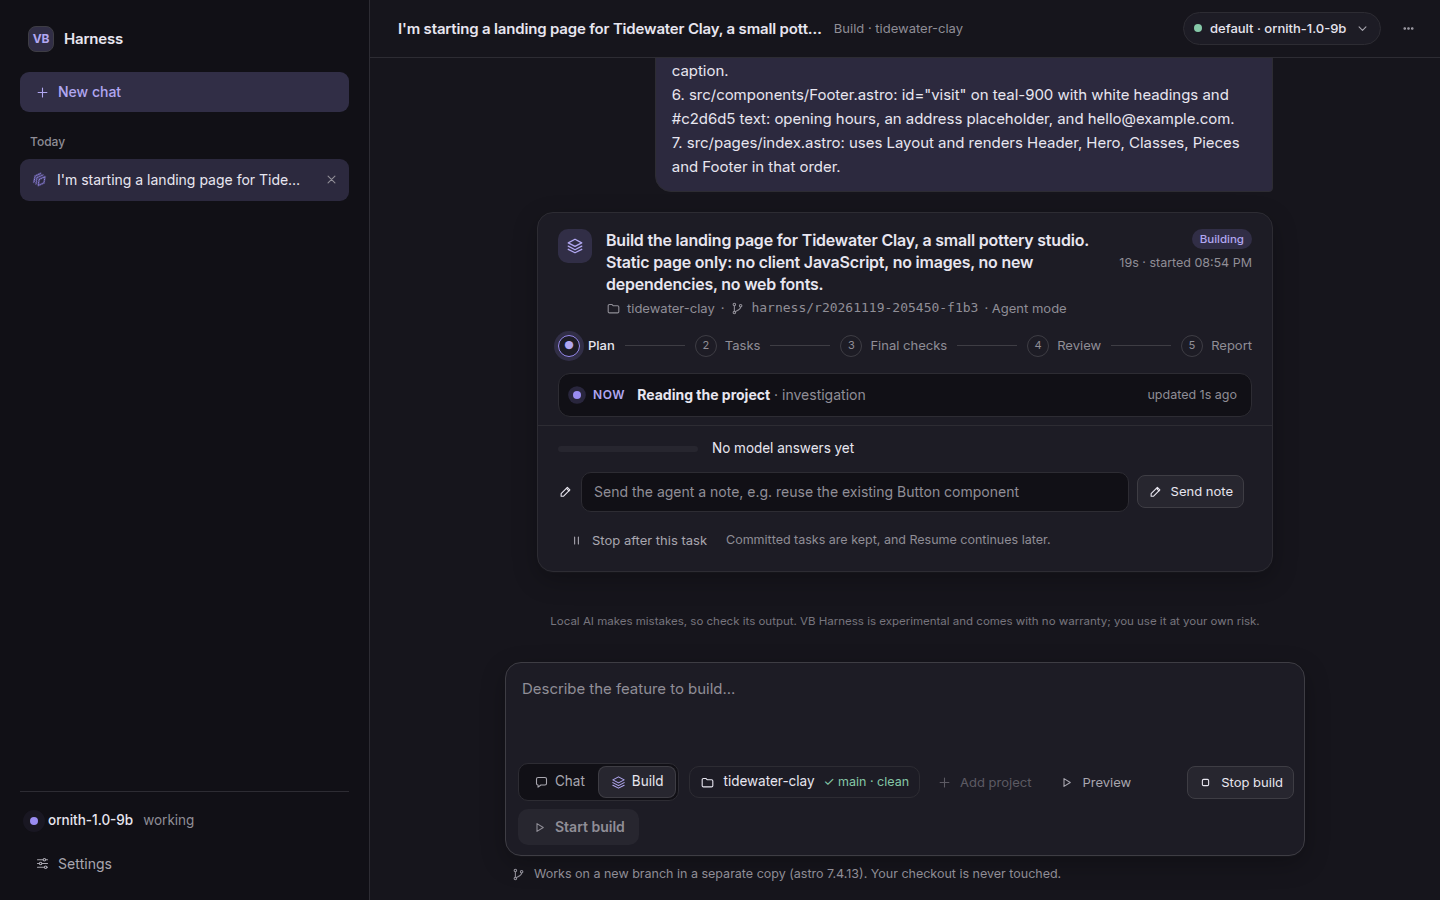 VB Harness
New chat
Today
I'm starting a landing page for Tide...
ornith-1.0-9b working
Settings
I'm starting a landing page for Tidewater Clay, a small pott... Build · tidewater-clay
default · ornith-1.0-9b
caption.
6. src/components/Footer.astro: id="visit" on teal-900 with white headings and
#c2d6d5 text: opening hours, an address placeholder, and hello@example.com.
7. src/pages/index.astro: uses Layout and renders Header, Hero, Classes, Pieces
and Footer in that order.
Build the landing page for Tidewater Clay, a small pottery studio.
Static page only: no client JavaScript, no images, no new
dependencies, no web fonts.
Building
19s · started 08:54 PM
tidewater-clay · harness/r20261119-205450-f1b3 · Agent mode
Plan 2 Tasks 3 Final checks 4 Review 5 Report
NOW Reading the project · investigation updated 1s ago
No model answers yet
Send the agent a note, e.g. reuse the existing Button component Send note
Stop after this task Committed tasks are kept, and Resume continues later.
Local AI makes mistakes, so check its output. VB Harness is experimental and comes with no warranty; you use it at your own risk.
Describe the feature to build...
Chat Build tidewater-clay main · clean Add project Preview Stop build
Start build
Works on a new branch in a separate copy (astro 7.4.13). Your checkout is never touched.